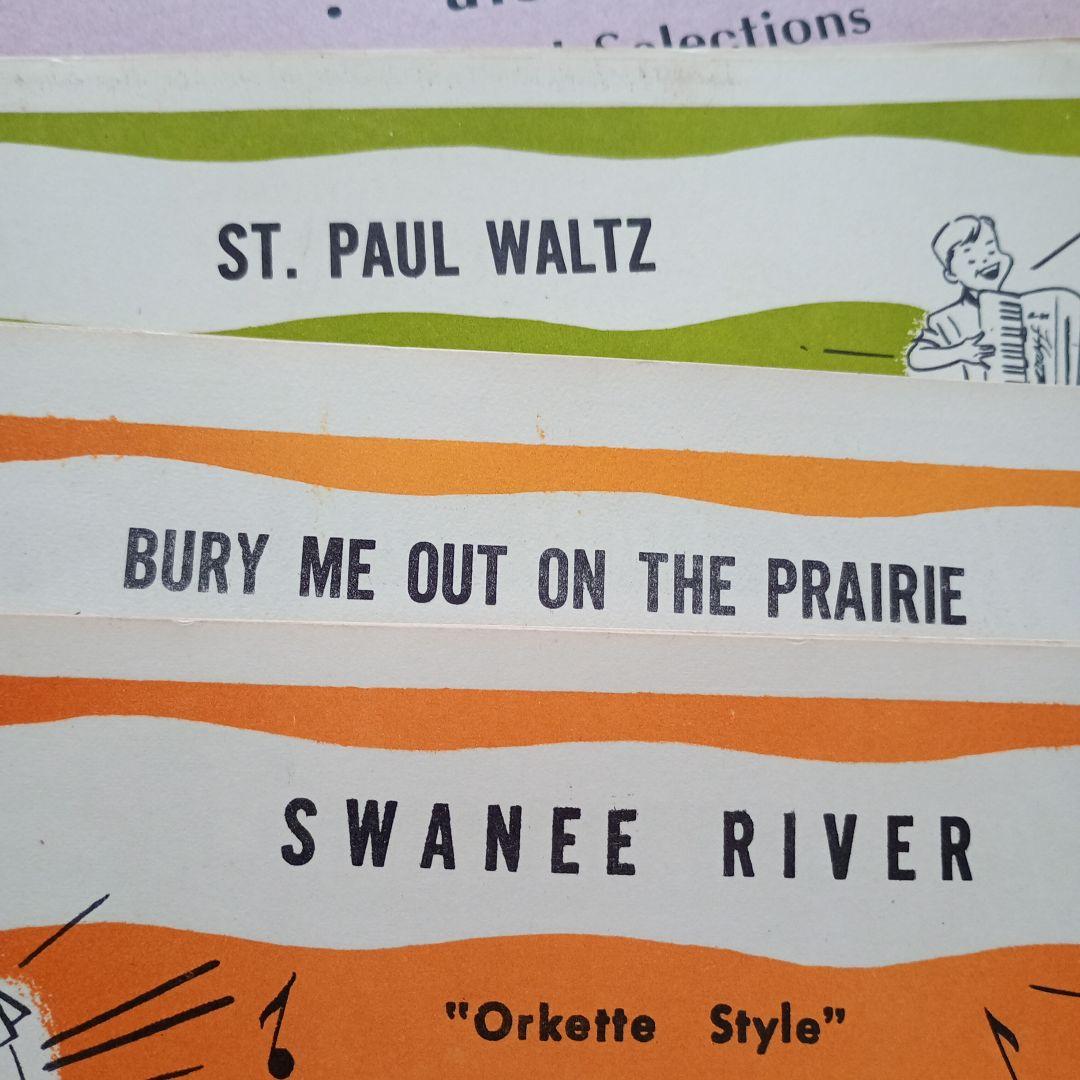 Selections
ST. PAUL WALTZ
BURY ME OUT ON THE PRAIRIE
SWANEE RIVER
"Orkette Style"